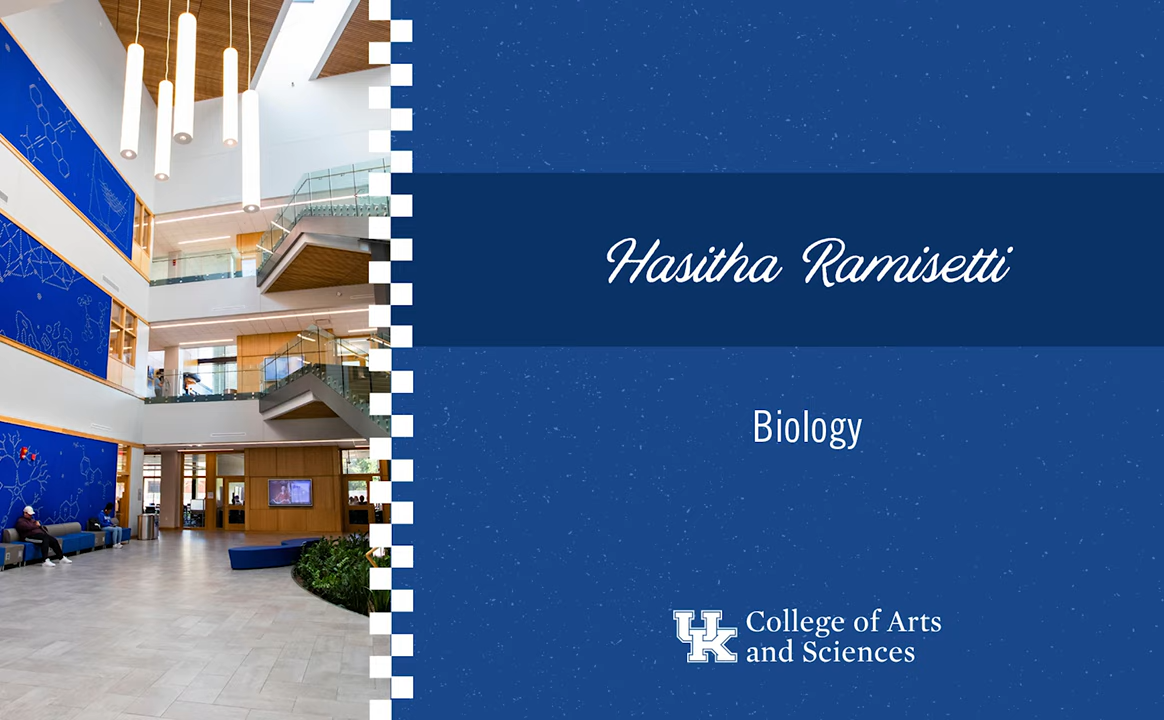 Hasitha Ramisetti
Biology
UK College of Arts
and Sciences